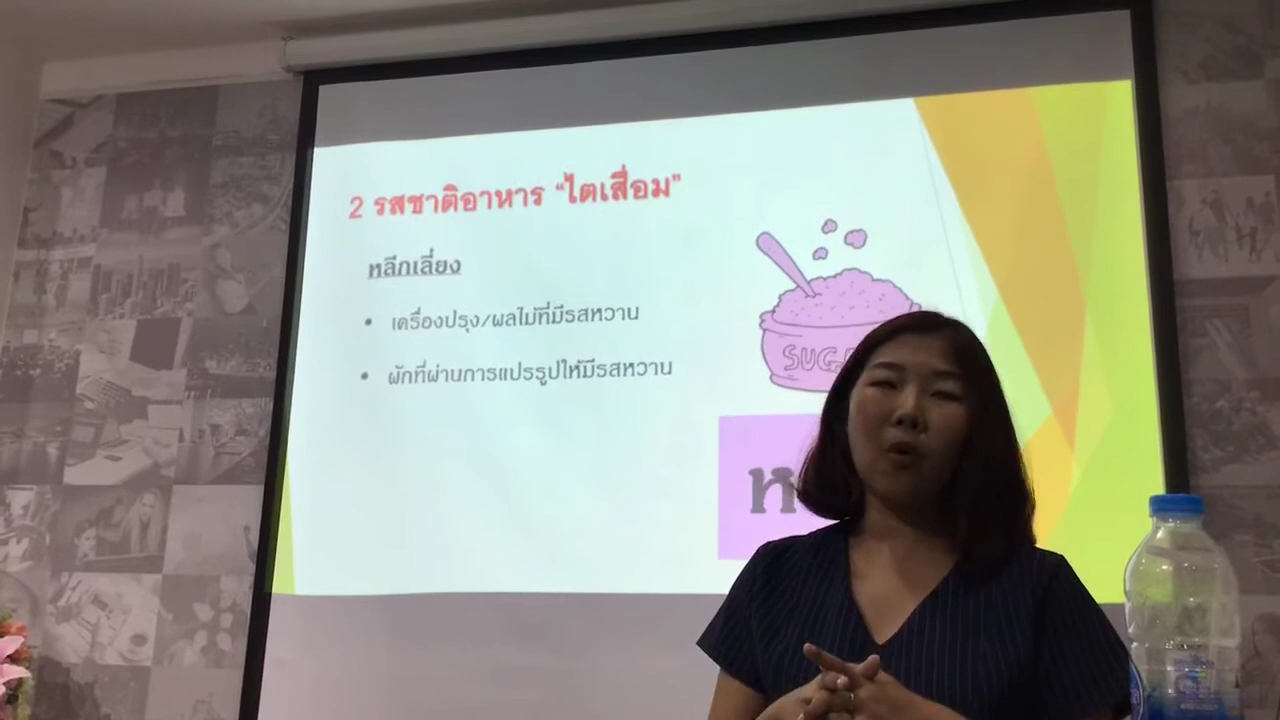 2 รสชาติอาหาร “ไตเสื่อม”
หลีกเลี่ยง
• เครื่องปรุง/ผลไม้ที่มีรสหวาน
• ผักที่ผ่านการแปรรูปให้มีรสหวาน